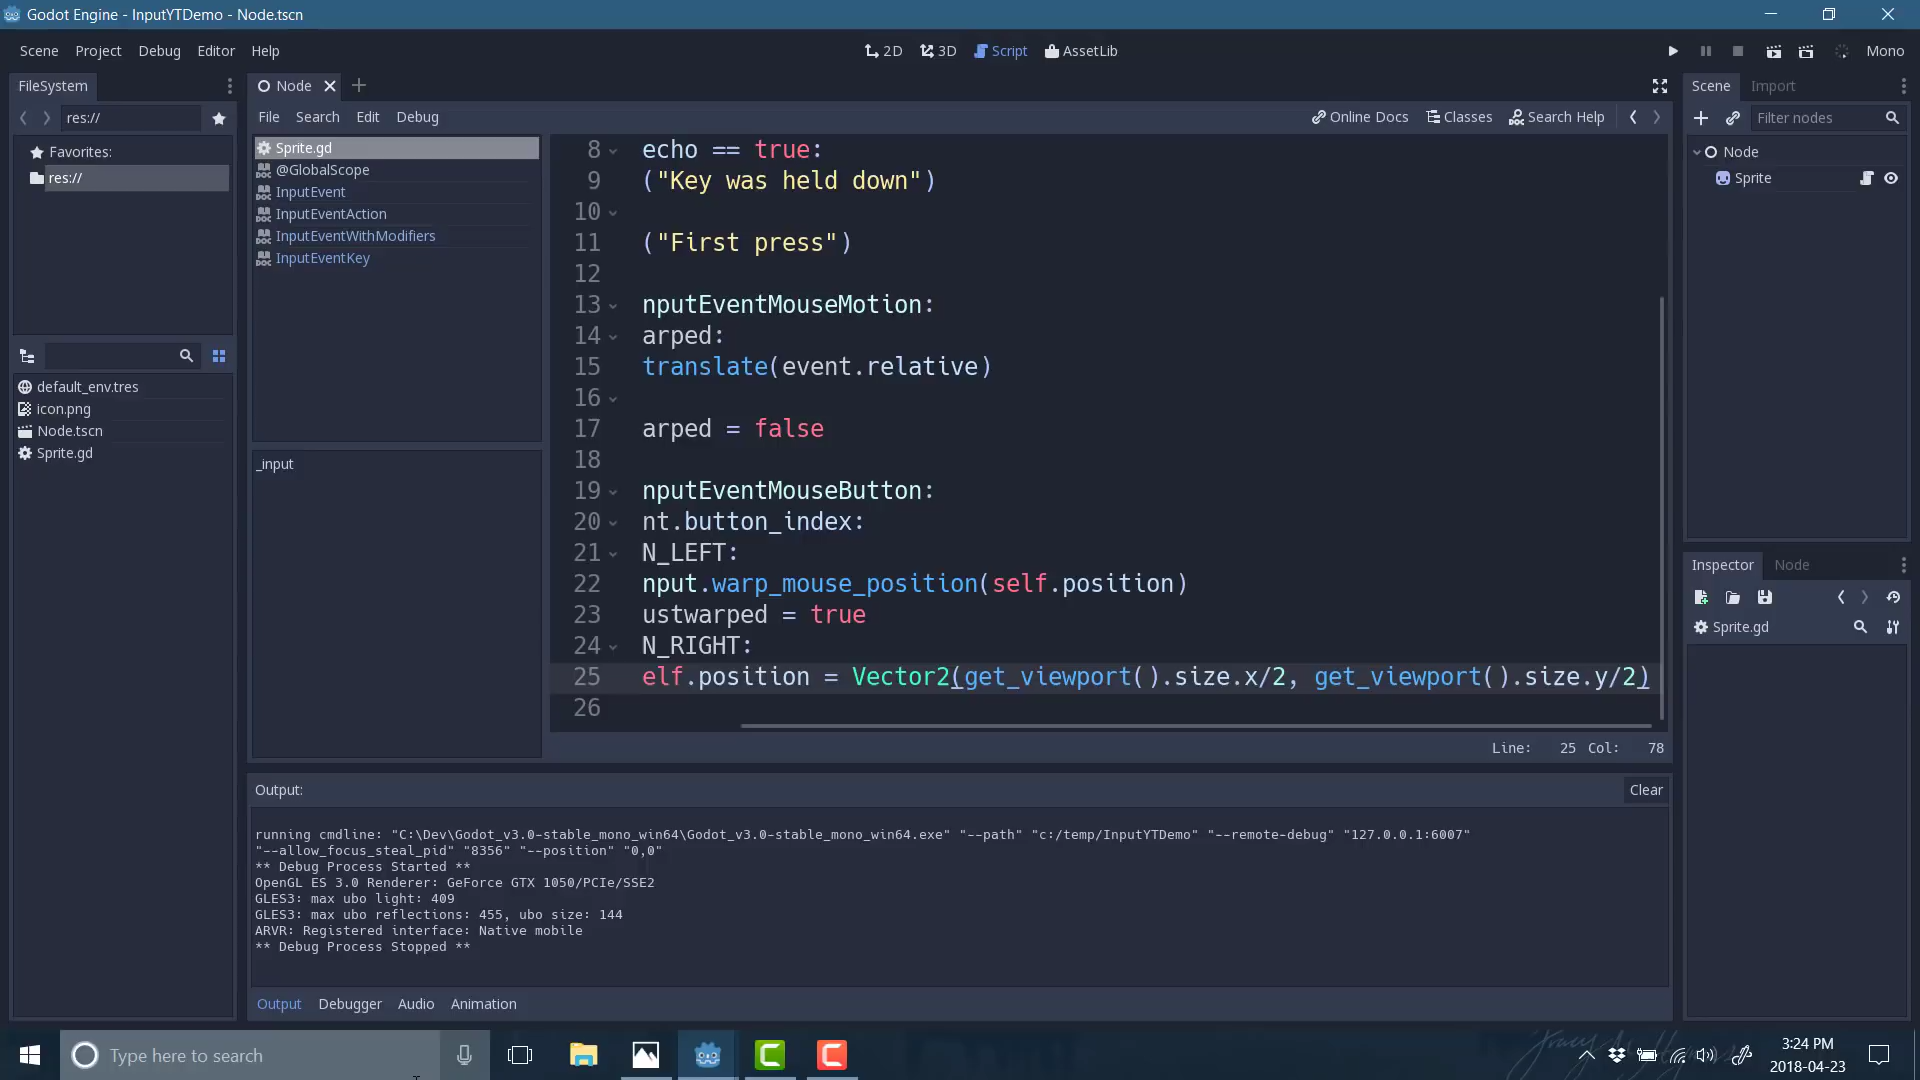 Godot Engine - InputYTDemo - Node.tscn
Scene Project Debug Editor Help
2D 3D Script AssetLib
Mono
FileSystem
res://
Favorites:
res://
default_env.tres
icon.png
Node.tscn
Sprite.gd
Node
File Search Edit Debug
Online Docs Classes Search Help
Sprite.gd
@GlobalScope
InputEvent
InputEventAction
InputEventWithModifiers
InputEventKey
_input
8 echo == true:
9 ("Key was held down")
10
11 ("First press")
12
13 nputEventMouseMotion:
14 arped:
15 translate(event.relative)
16
17 arped = false
18
19 nputEventMouseButton:
20 nt.button_index:
21 N_LEFT:
22 nput.warp_mouse_position(self.position)
23 ustwarped = true
24 N_RIGHT:
25 elf.position = Vector2(get_viewport().size.x/2, get_viewport().size.y/2)
26
Line: 25 Col: 78
Output:
Clear
running cmdline: "C:\Dev\Godot_v3.0-stable_mono_win64\Godot_v3.0-stable_mono_win64.exe" "--path" "c:/temp/InputYTDemo" "--remote-debug" "127.0.0.1:6007"
"--allow_focus_steal_pid" "8356" "--position" "0,0"
** Debug Process Started **
OpenGL ES 3.0 Renderer: GeForce GTX 1050/PCIe/SSE2
GLES3: max ubo light: 409
GLES3: max ubo reflections: 455, ubo size: 144
ARVR: Registered interface: Native mobile
** Debug Process Stopped **
Output Debugger Audio Animation
Scene Import
Filter nodes
Node
Sprite
Inspector Node
Sprite.gd
Type here to search
3:24 PM
2018-04-23